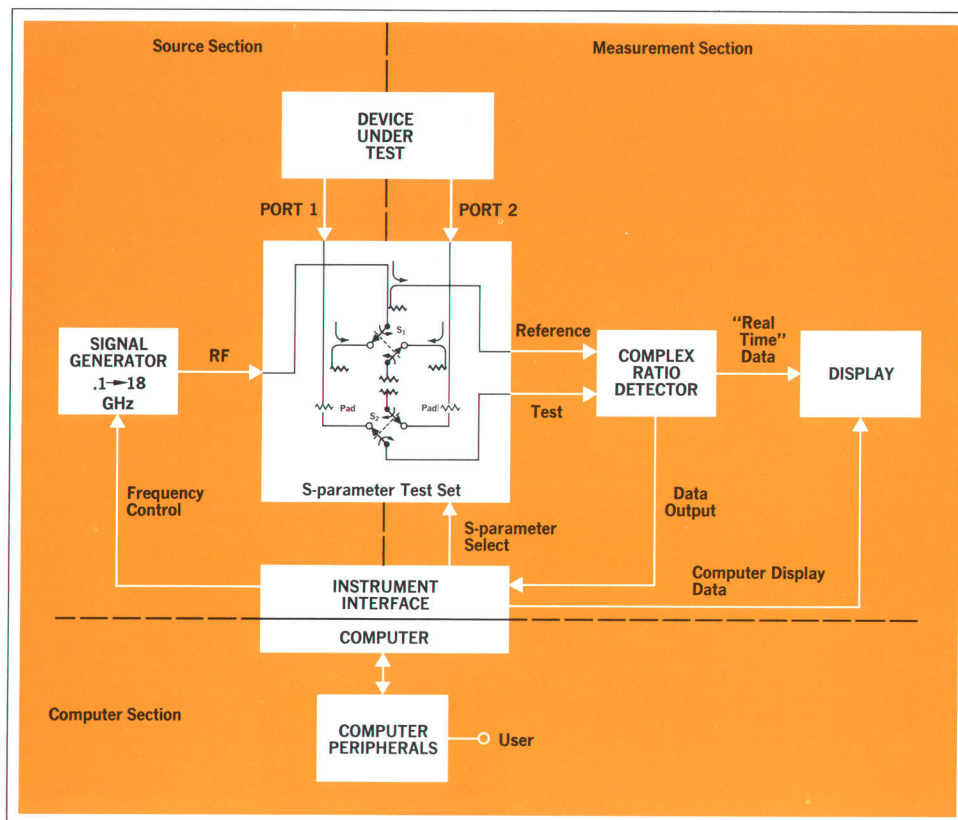 Source Section
Measurement Section
DEVICE
UNDER
TEST
PORT 1
PORT 2
SIGNAL
GENERATOR
.1→18
GHz
RF
S1
Pad
S2
Pad
S-parameter Test Set
Reference
Test
COMPLEX
RATIO
DETECTOR
"Real
Time"
Data
DISPLAY
Frequency
Control
S-parameter
Select
Data
Output
Computer Display
Data
INSTRUMENT
INTERFACE
COMPUTER
Computer Section
COMPUTER
PERIPHERALS
User